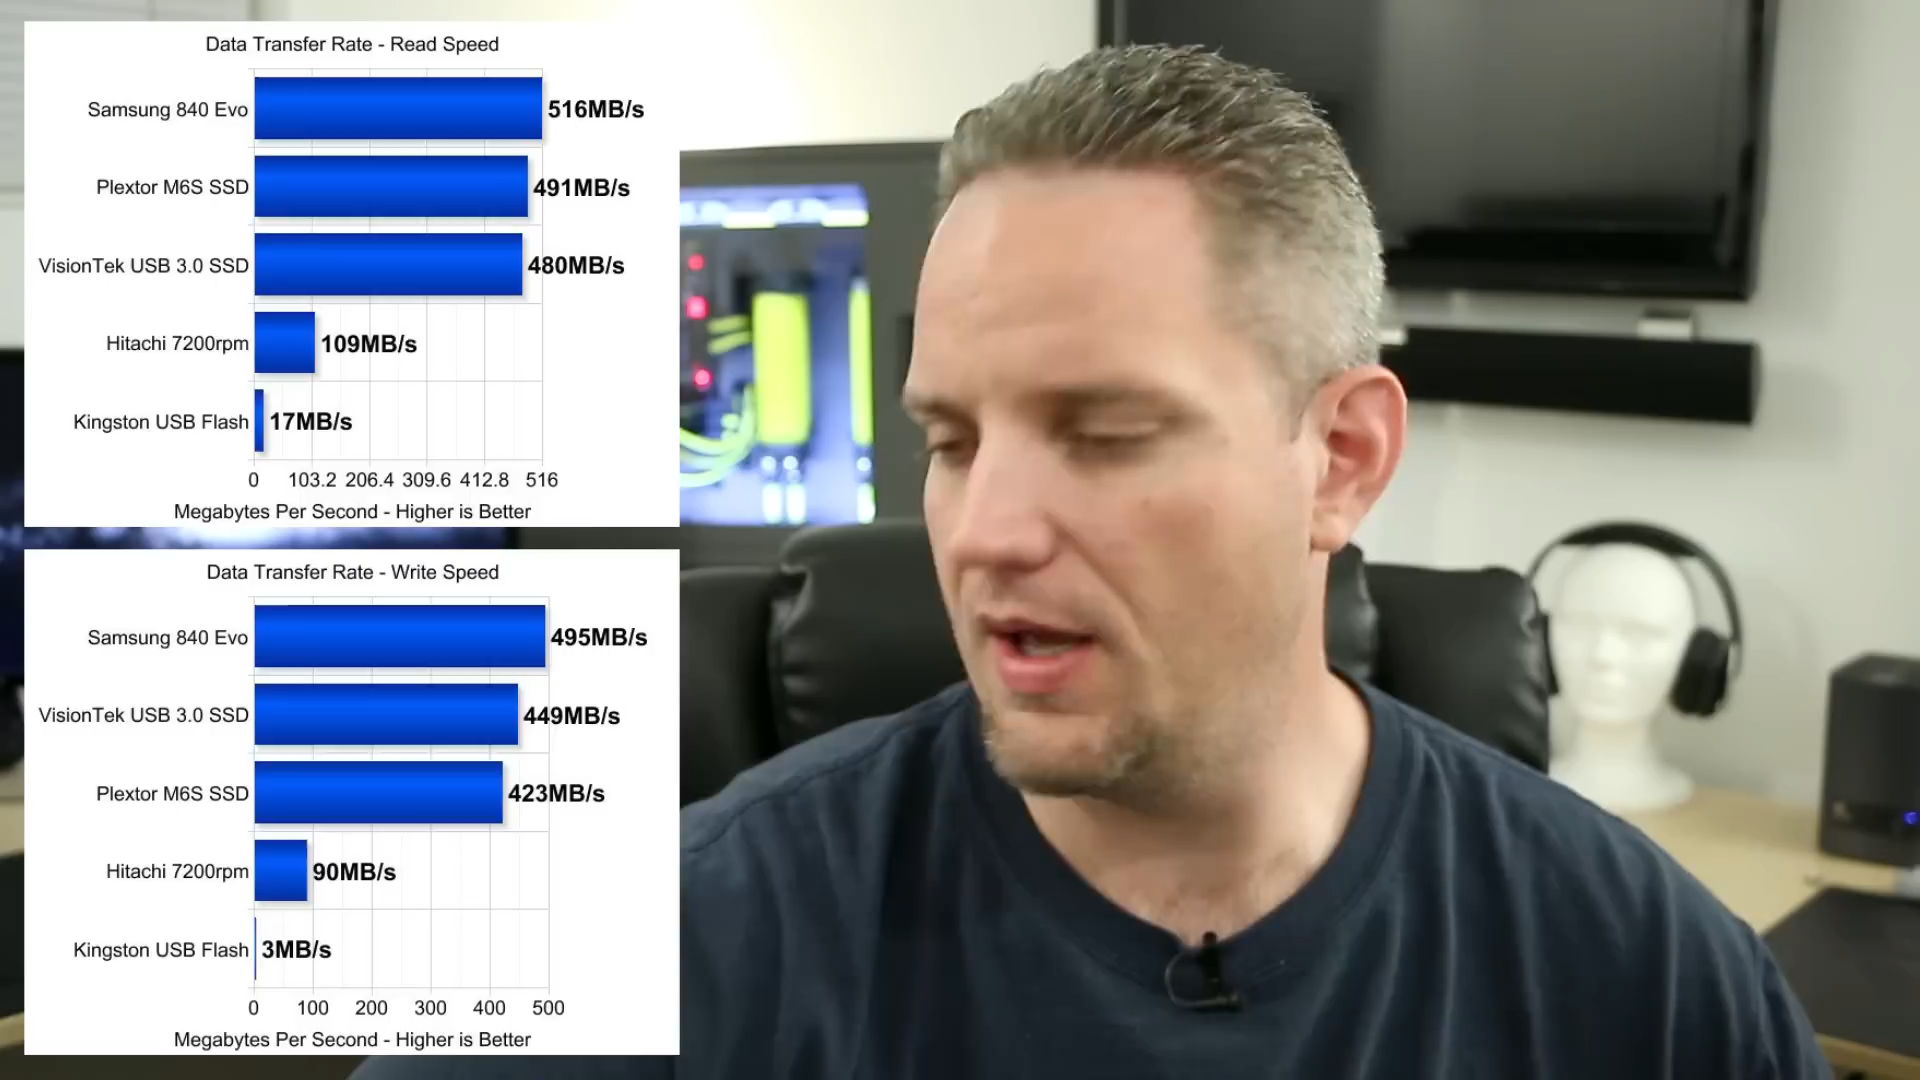 Data Transfer Rate - Read Speed
Samsung 840 Evo 516MB/s
Plextor M6S SSD 491MB/s
VisionTek USB 3.0 SSD 480MB/s
Hitachi 7200rpm 109MB/s
Kingston USB Flash 17MB/s
0 103.2 206.4 309.6 412.8 516
Megabytes Per Second - Higher is Better
Data Transfer Rate - Write Speed
Samsung 840 Evo 495MB/s
VisionTek USB 3.0 SSD 449MB/s
Plextor M6S SSD 423MB/s
Hitachi 7200rpm 90MB/s
Kingston USB Flash 3MB/s
0 100 200 300 400 500
Megabytes Per Second - Higher is Better